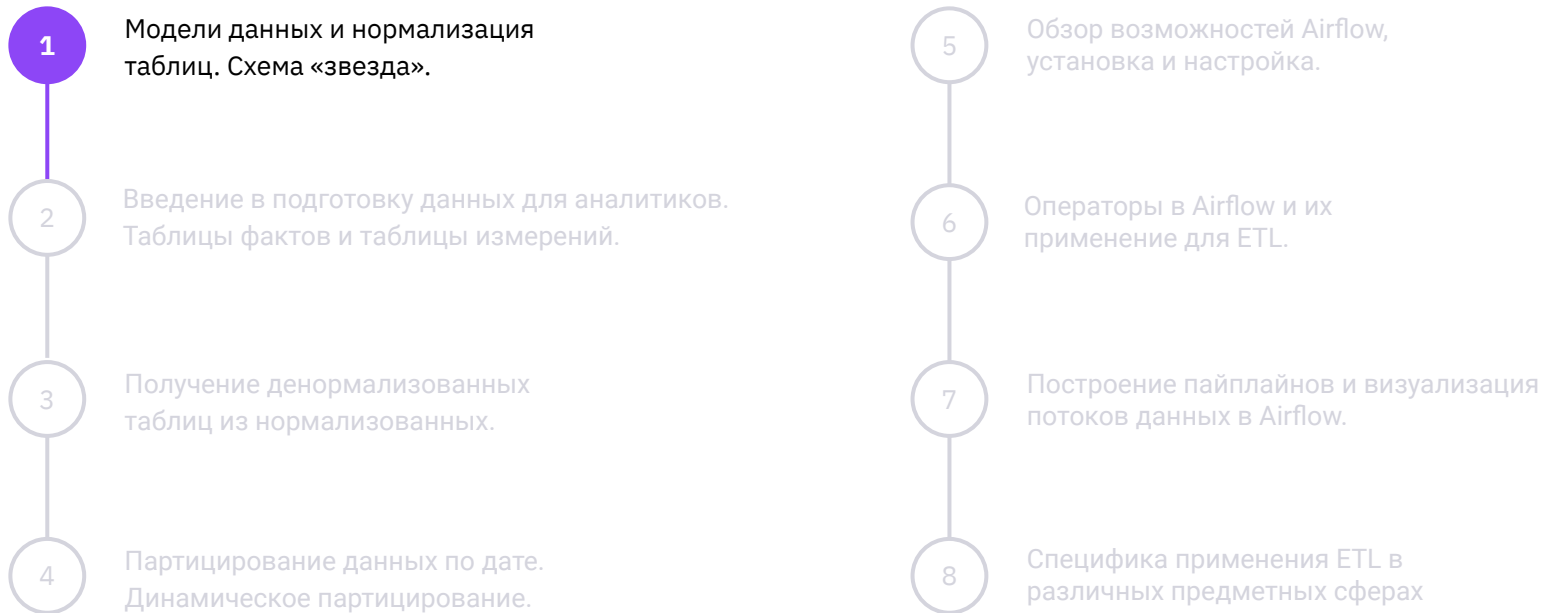 1
Модели данных и нормализация
таблиц. Схема «звезда».
2
Введение в подготовку данных для аналитиков.
Таблицы фактов и таблицы измерений.
3
Получение денормализованных
таблиц из нормализованных.
4
Партицирование данных по дате.
Динамическое партицирование.
5
Обзор возможностей Airflow,
установка и настройка.
6
Операторы в Airflow и их
применение для ETL.
7
Построение пайплайнов и визуализация
потоков данных в Airflow.
8
Специфика применения ETL в
различных предметных сферах